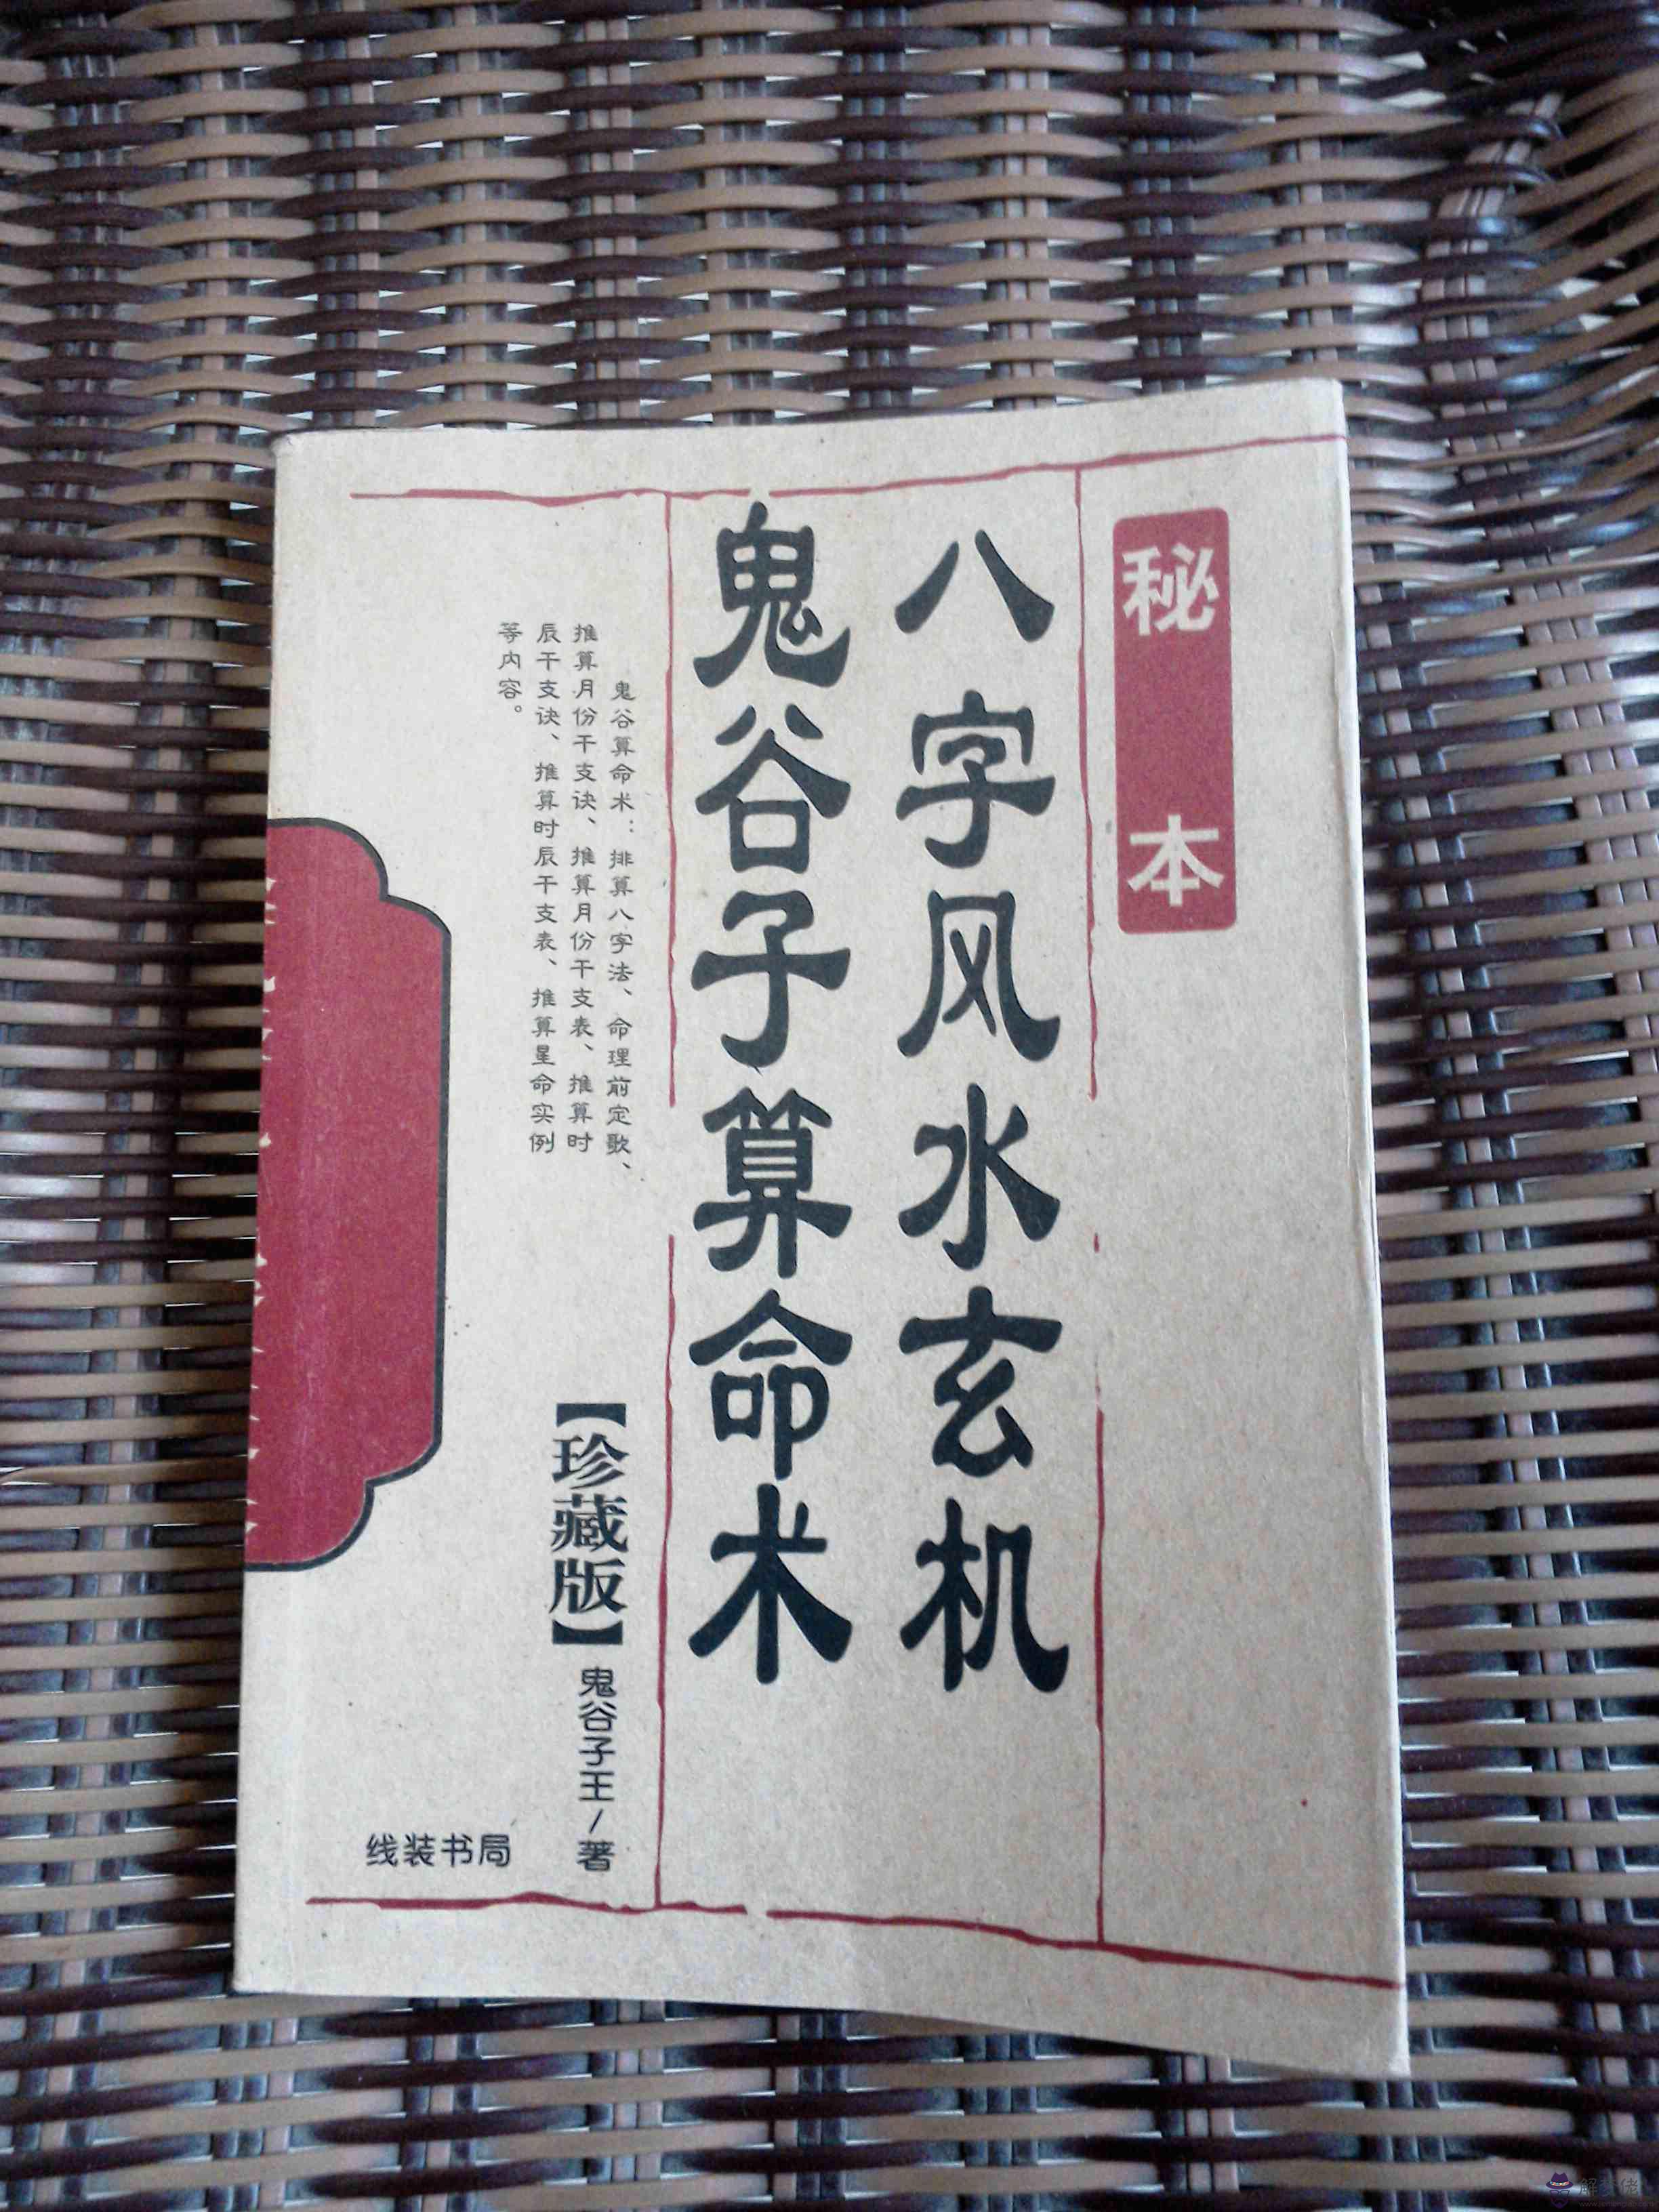 秘本
八字风水玄机
鬼谷子算命术
鬼谷算命术：排算八字法、命理前定歌、
推算月份干支诀、推算月份干支表、推算时
辰干支诀、推算时辰干支表、推算星命实例
等内容。
【珍藏版】
鬼谷子王/著
线装书局